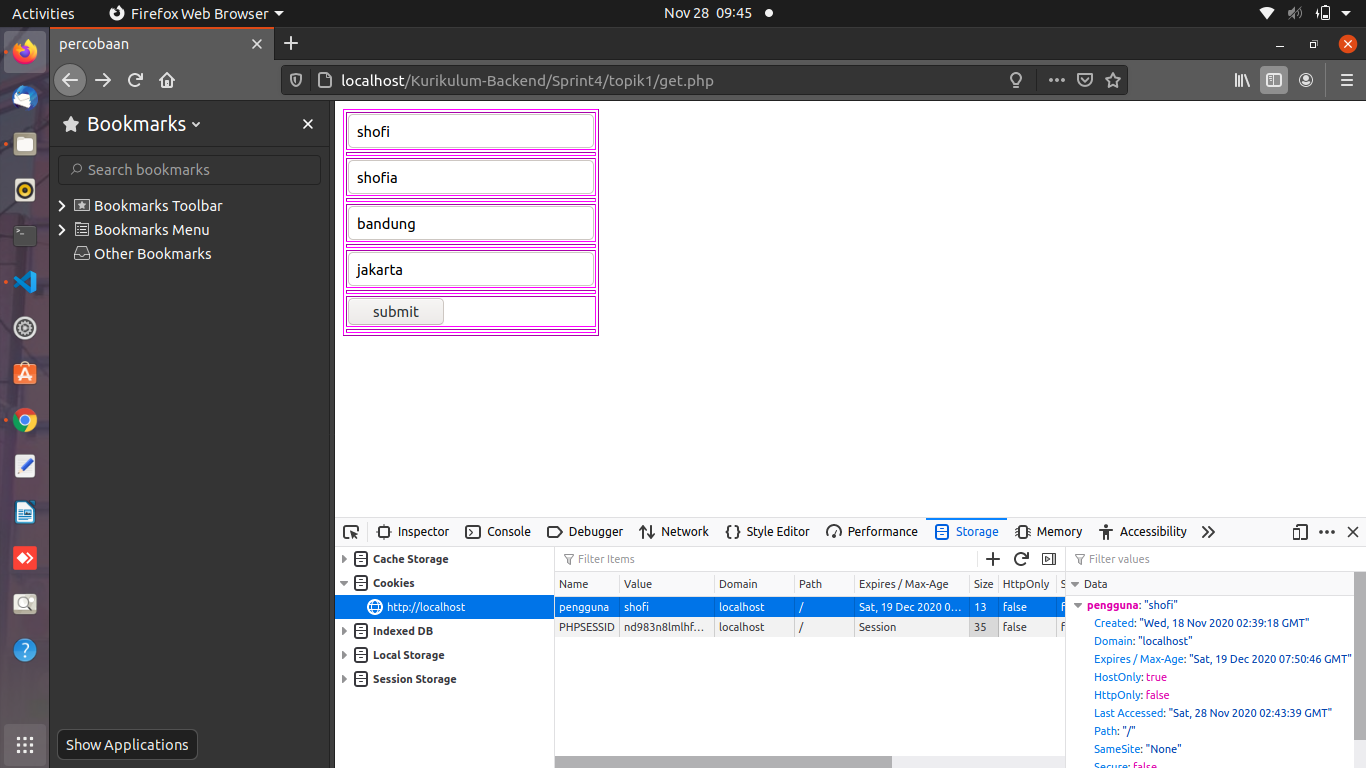 Activities Firefox Web Browser Nov 28 09:45
percobaan
localhost/Kurikulum-Backend/Sprint4/topik1/get.php
Bookmarks
Search bookmarks
Bookmarks Toolbar
Bookmarks Menu
Other Bookmarks
Show Applications
shofi
shofia
bandung
jakarta
submit
Inspector Console Debugger Network Style Editor Performance Storage Memory Accessibility
Cache Storage
Cookies
http://localhost
Indexed DB
Local Storage
Session Storage
Filter Items
Name Value Domain Path Expires / Max-Age Size HttpOnly S
pengguna shofi localhost / Sat, 19 Dec 2020 0... 13 false f
PHPSESSID nd983n8lmlhf... localhost / Session 35 false f
Filter values
Data
pengguna: "shofi"
Created: "Wed, 18 Nov 2020 02:39:18 GMT"
Domain: "localhost"
Expires / Max-Age: "Sat, 19 Dec 2020 07:50:46 GMT"
HostOnly: true
HttpOnly: false
Last Accessed: "Sat, 28 Nov 2020 02:43:39 GMT"
Path: "/"
SameSite: "None"
Secure: false